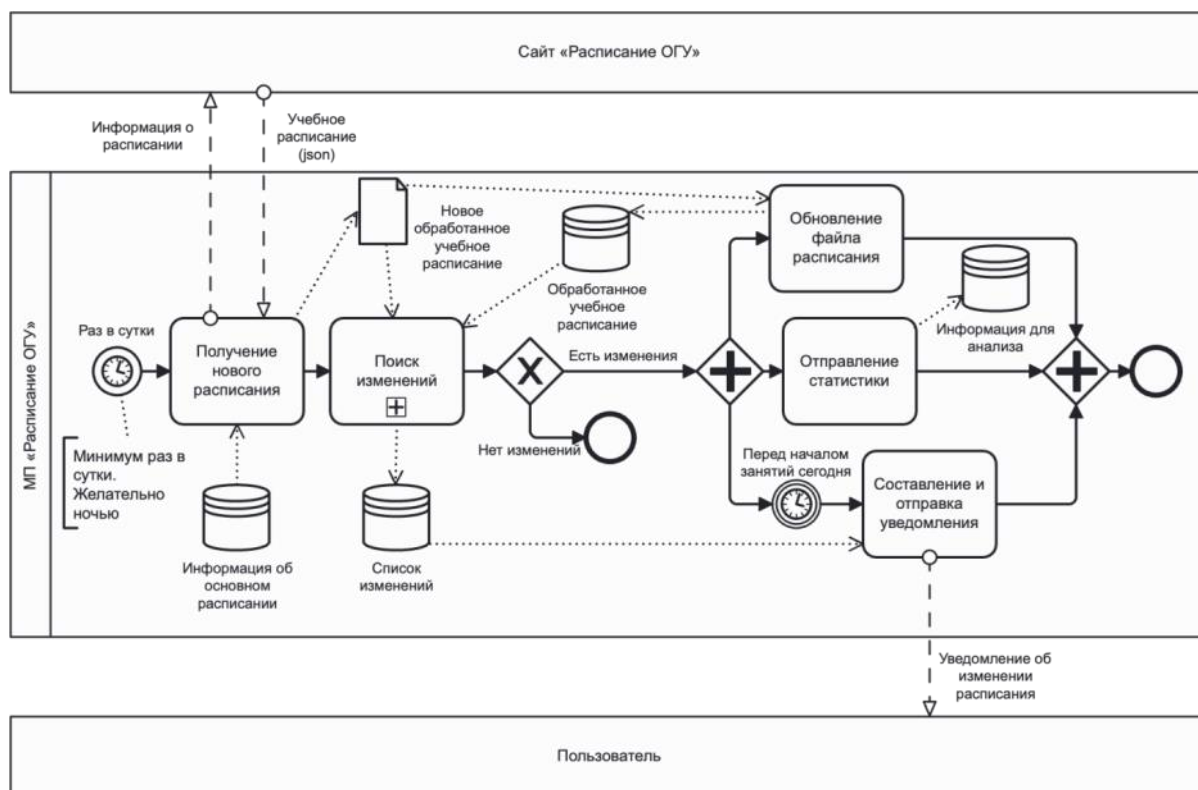 Сайт «Расписание ОГУ»
Информация о
расписании
Учебное
расписание
(json)
МП «Расписание ОГУ»
Новое
обработанное
учебное
расписание
Обновление
файла
расписания
Обработанное
учебное
расписание
Информация для
анализа
Раз в сутки
Получение
нового
расписания
Поиск
изменений
Есть изменения
Отправление
статистики
Нет изменений
Минимум раз в
сутки.
Желательно
ночью
Перед началом
занятий сегодня
Составление и
отправка
уведомления
Информация об
основном
расписании
Список
изменений
Уведомление об
изменении
расписания
Пользователь